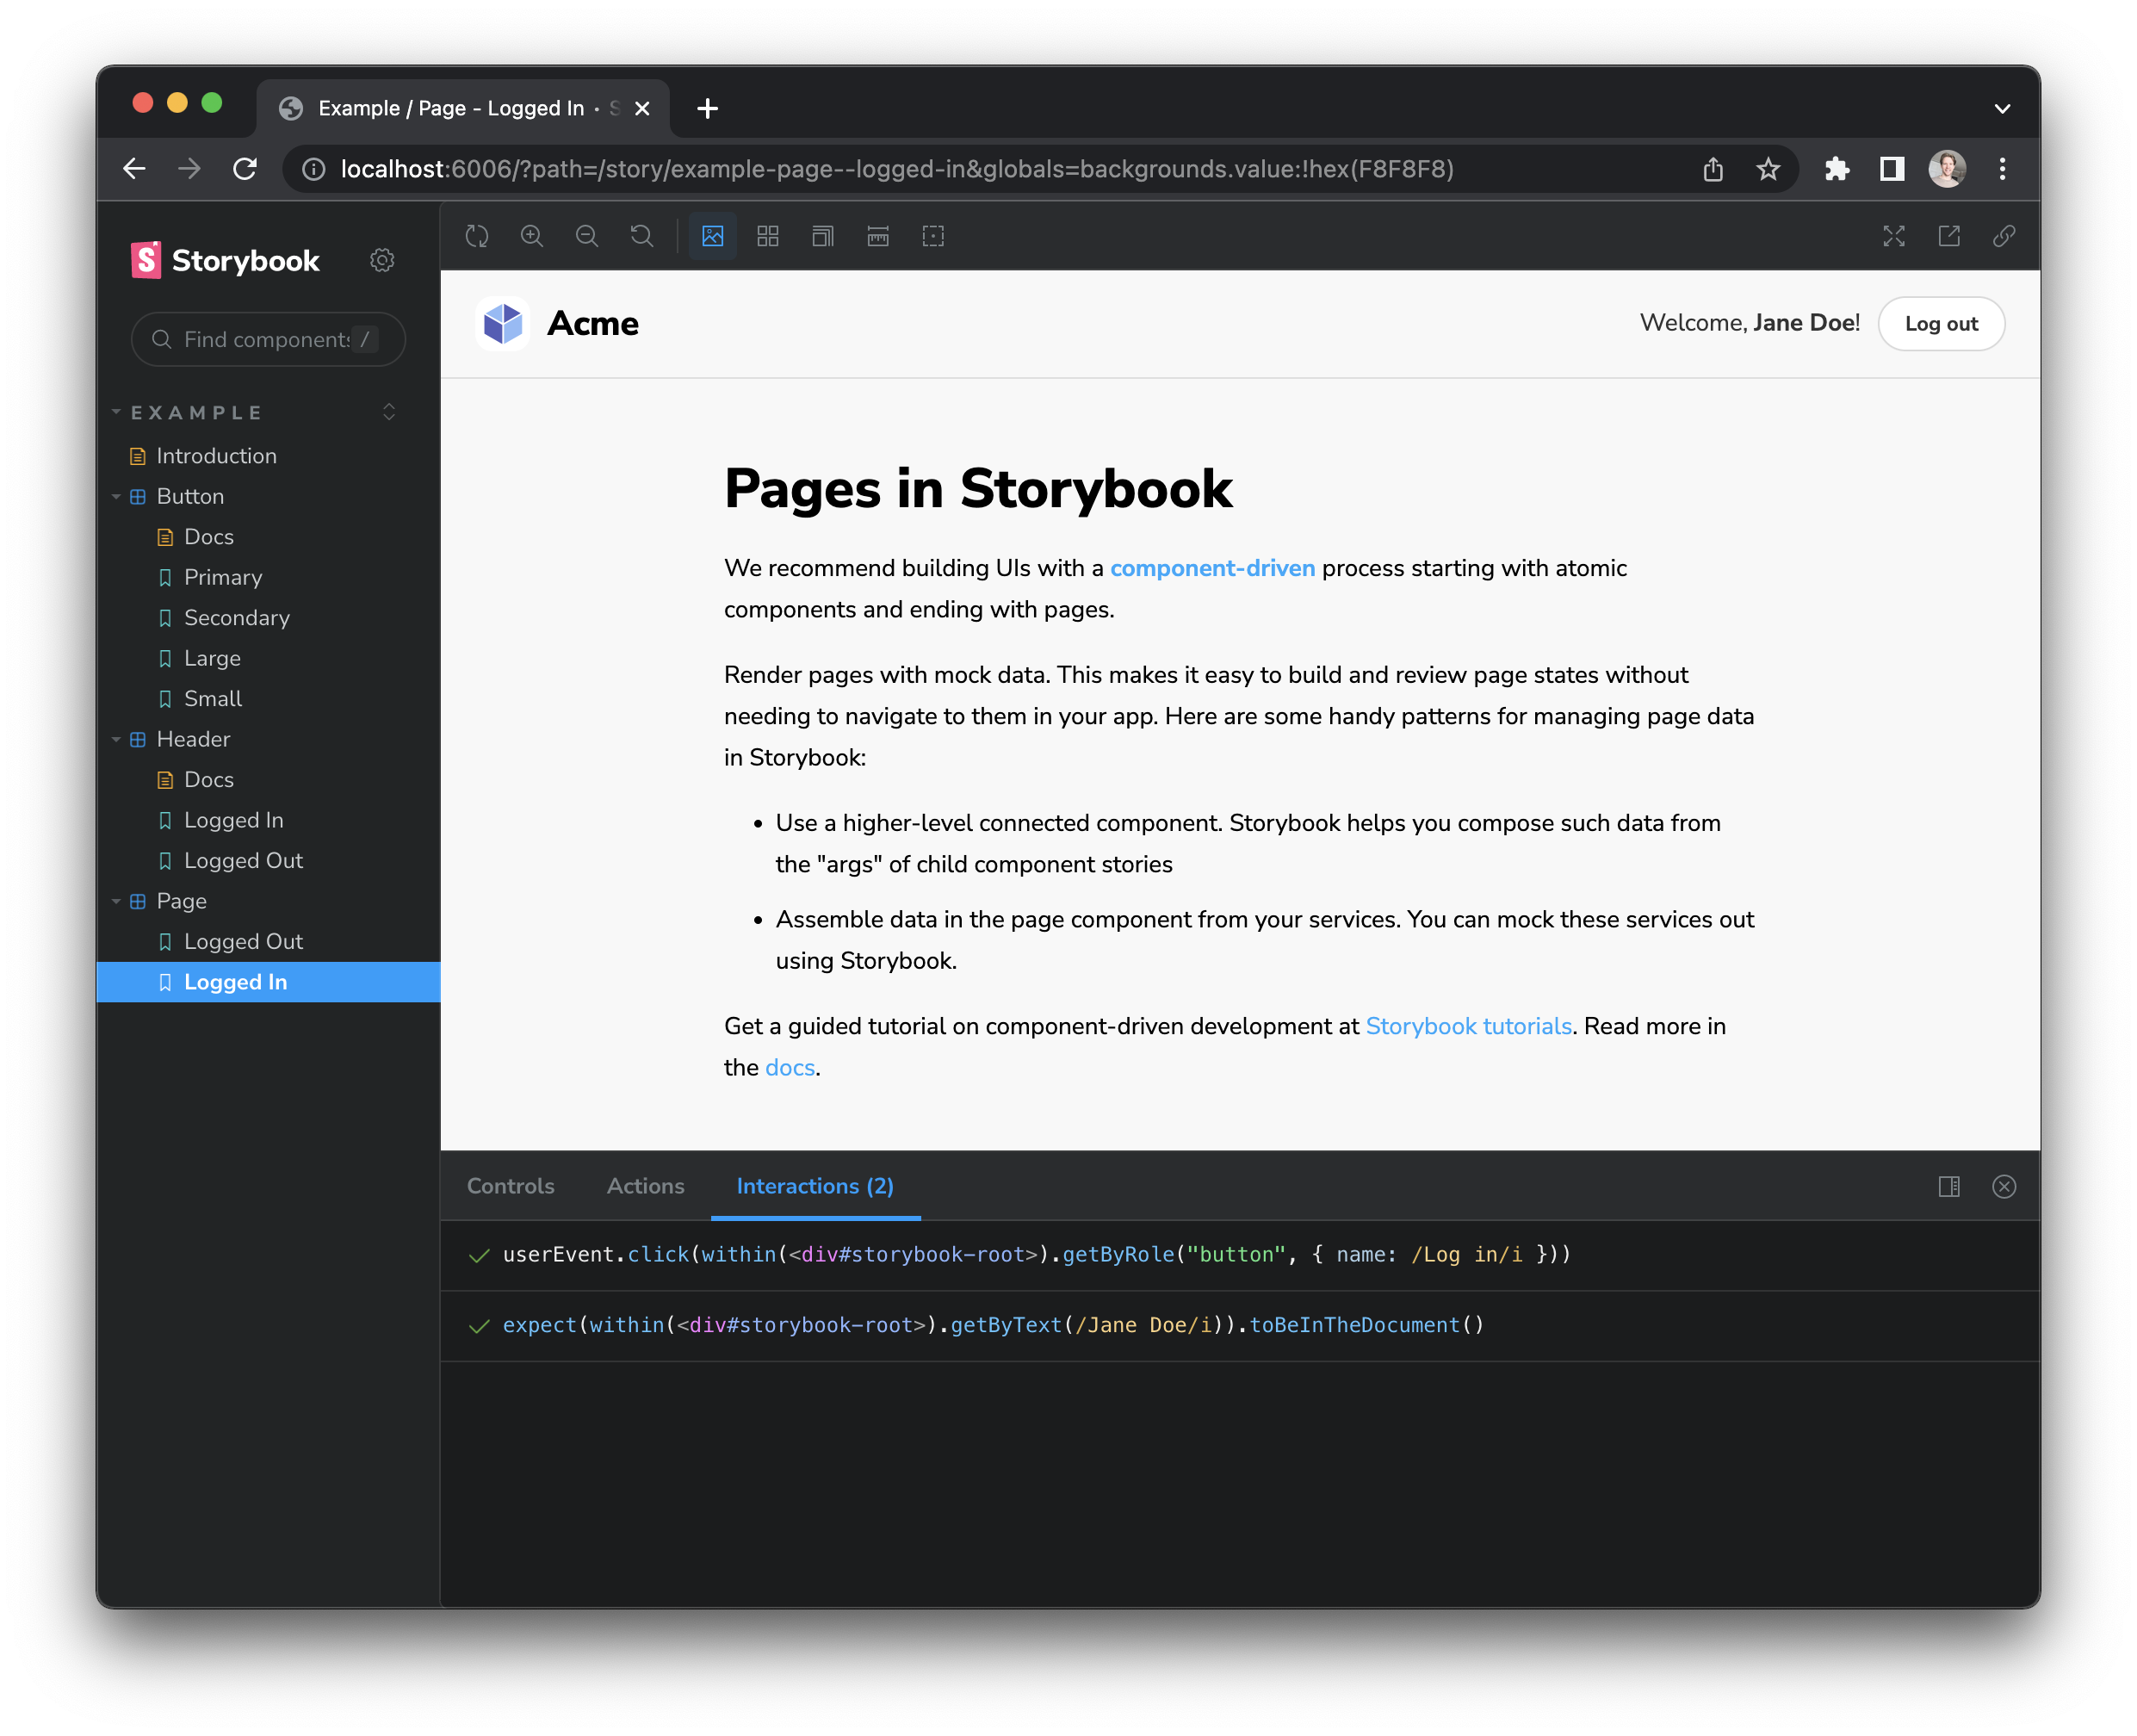 Example / Page - Logged In · S
localhost:6006/?path=/story/example-page--logged-in&globals=backgrounds.value:!hex(F8F8F8)
Storybook
Find components /
EXAMPLE
Introduction
Button
Docs
Primary
Secondary
Large
Small
Header
Docs
Logged In
Logged Out
Page
Logged Out
Logged In
Acme
Welcome, Jane Doe!
Log out
Pages in Storybook
We recommend building UIs with a component-driven process starting with atomic
components and ending with pages.
Render pages with mock data. This makes it easy to build and review page states without
needing to navigate to them in your app. Here are some handy patterns for managing page data
in Storybook:
• Use a higher-level connected component. Storybook helps you compose such data from
the "args" of child component stories
• Assemble data in the page component from your services. You can mock these services out
using Storybook.
Get a guided tutorial on component-driven development at Storybook tutorials. Read more in
the docs.
Controls
Actions
Interactions (2)
userEvent.click(within(<div#storybook-root>).getByRole("button", { name: /Log in/i }))
expect(within(<div#storybook-root>).getByText(/Jane Doe/i)).toBeInTheDocument()